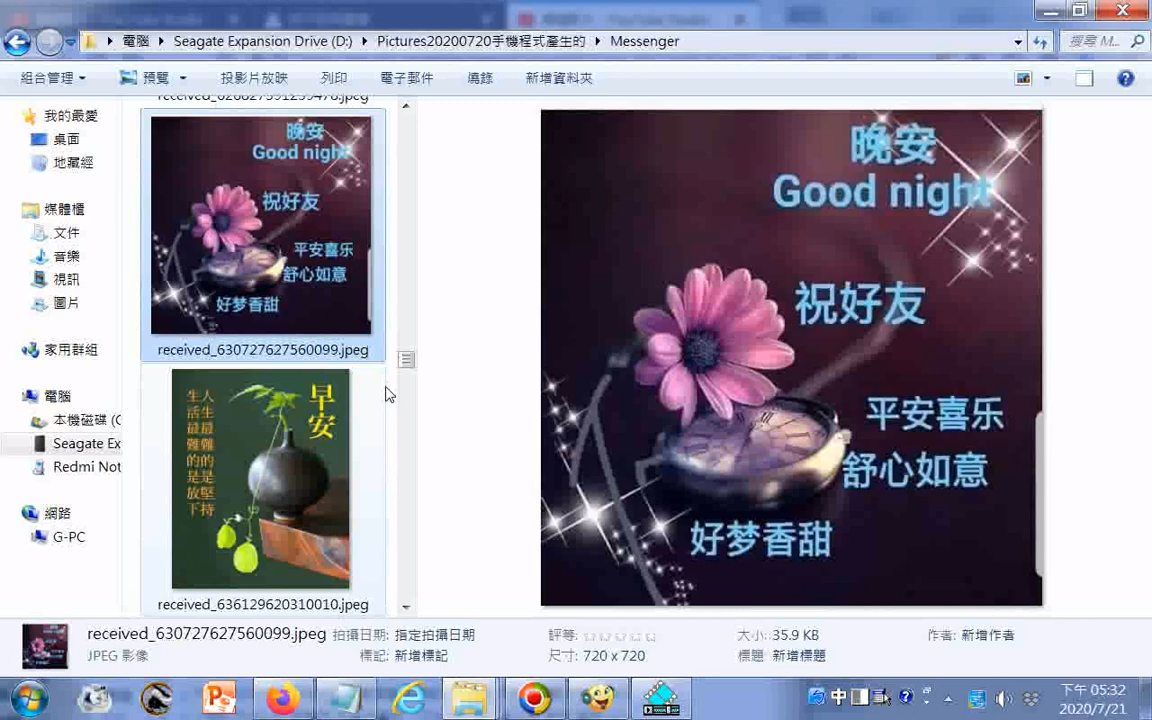 電腦 ▸ Seagate Expansion Drive (D:) ▸ Pictures20200720手機程式產生的 ▸ Messenger
搜尋 M...
組合管理 預覽 投影片放映 列印 電子郵件 燒錄 新增資料夾
我的最愛
桌面
地藏經
媒體櫃
文件
音樂
視訊
圖片
家用群組
電腦
本機磁碟 (C
Seagate Ex
Redmi Not
網路
G-PC
晚安
Good night
祝好友
平安喜乐
舒心如意
好梦香甜
received_630727627560099.jpeg
早安
人生最難的是堅持
生活最難的是放下
received_636129620310010.jpeg
晚安
Good night
祝好友
平安喜乐
舒心如意
好梦香甜
received_630727627560099.jpeg 拍攝日期: 指定拍攝日期 評等: 大小: 35.9 KB 作者: 新增作者
JPEG 影像 標記: 新增標記 尺寸: 720 x 720 標題: 新增標題
中
下午 05:32
2020/7/21